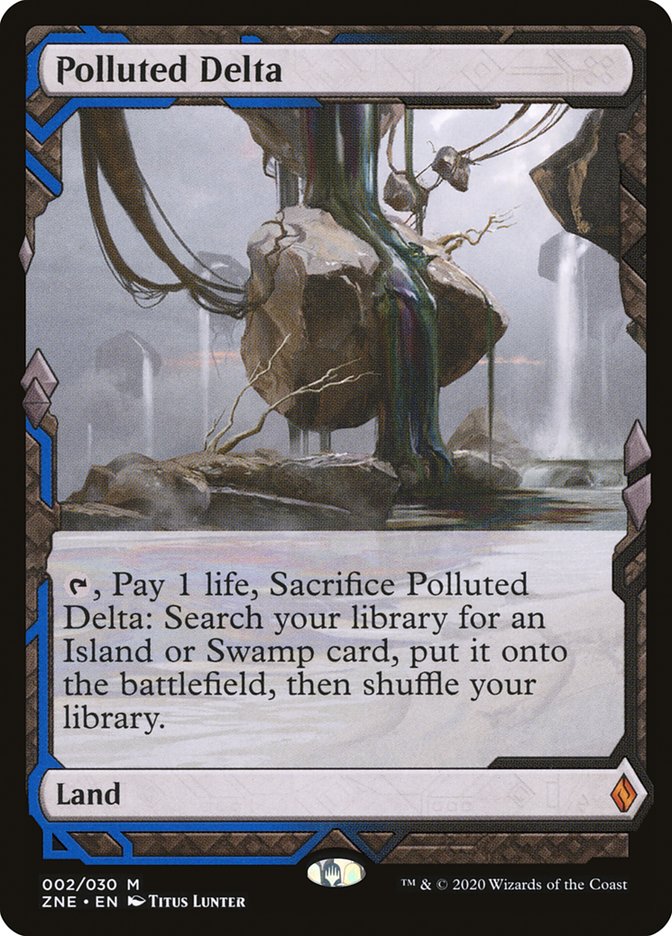 Polluted Delta
, Pay 1 life, Sacrifice Polluted
Delta: Search your library for an
Island or Swamp card, put it onto
the battlefield, then shuffle your
library.
Land
002/030 M
ZNE • EN Titus Lunter
™ & © 2020 Wizards of the Coast